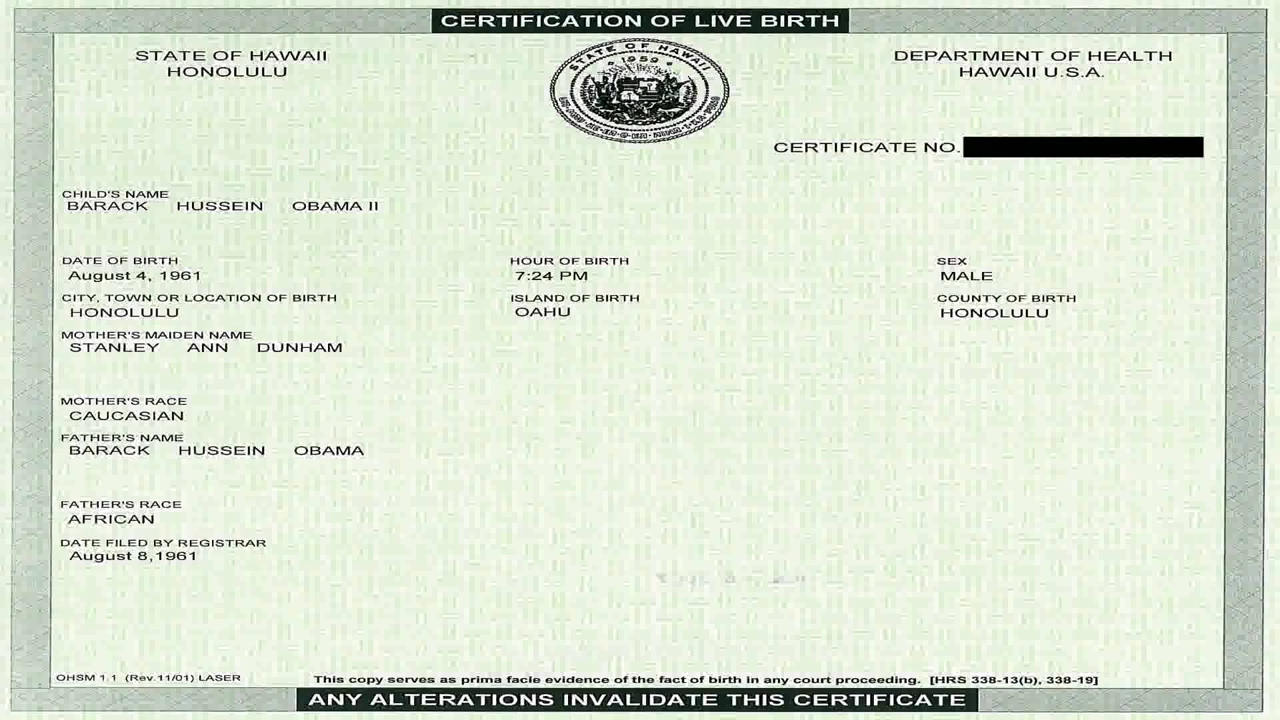 CERTIFICATION OF LIVE BIRTH
STATE OF HAWAII
HONOLULU
STATE OF HAWAII
1959
DEPARTMENT OF HEALTH
HAWAII U.S.A.
CERTIFICATE NO.
CHILD'S NAME
BARACK HUSSEIN OBAMA II
DATE OF BIRTH HOUR OF BIRTH SEX
August 4, 1961 7:24 PM MALE
CITY, TOWN OR LOCATION OF BIRTH ISLAND OF BIRTH COUNTY OF BIRTH
HONOLULU OAHU HONOLULU
MOTHER'S MAIDEN NAME
STANLEY ANN DUNHAM
MOTHER'S RACE
CAUCASIAN
FATHER'S NAME
BARACK HUSSEIN OBAMA
FATHER'S RACE
AFRICAN
DATE FILED BY REGISTRAR
August 8,1961
OHSM 1.1 (Rev.11/01) LASER This copy serves as prima facie evidence of the fact of birth in any court proceeding. [HRS 338-13(b), 338-19]
ANY ALTERATIONS INVALIDATE THIS CERTIFICATE